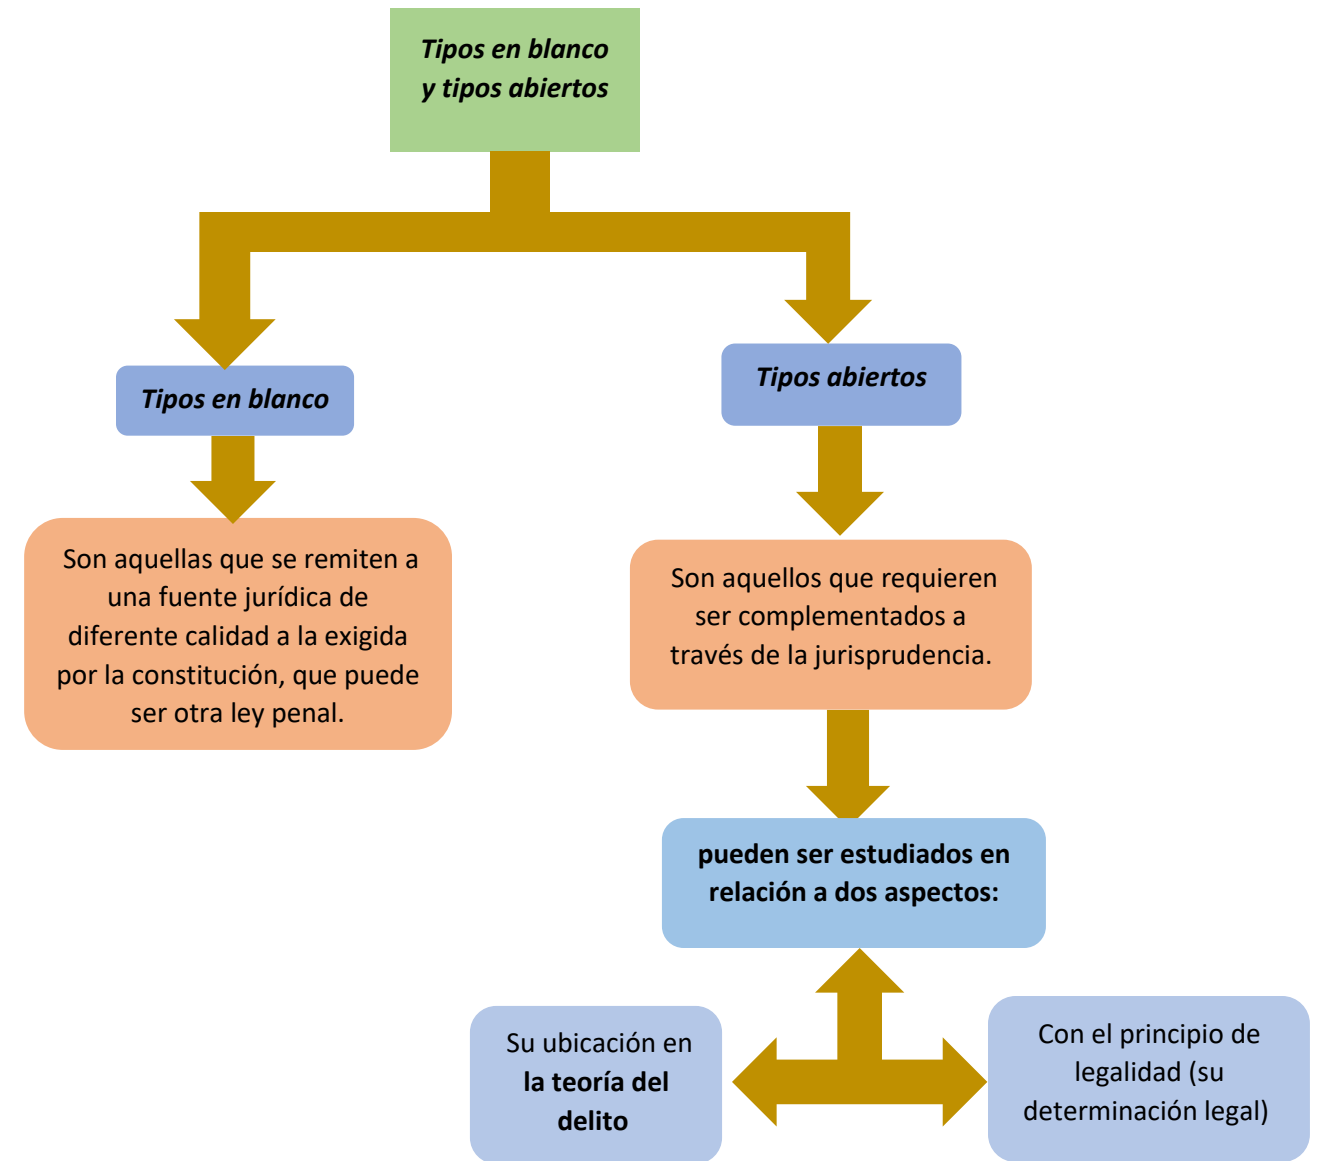 Tipos en blanco
y tipos abiertos
Tipos en blanco
Tipos abiertos
Son aquellas que se remiten a
una fuente jurídica de
diferente calidad a la exigida
por la constitución, que puede
ser otra ley penal.
Son aquellos que requieren
ser complementados a
través de la jurisprudencia.
pueden ser estudiados en
relación a dos aspectos:
Su ubicación en
la teoría del
delito
Con el principio de
legalidad (su
determinación legal)